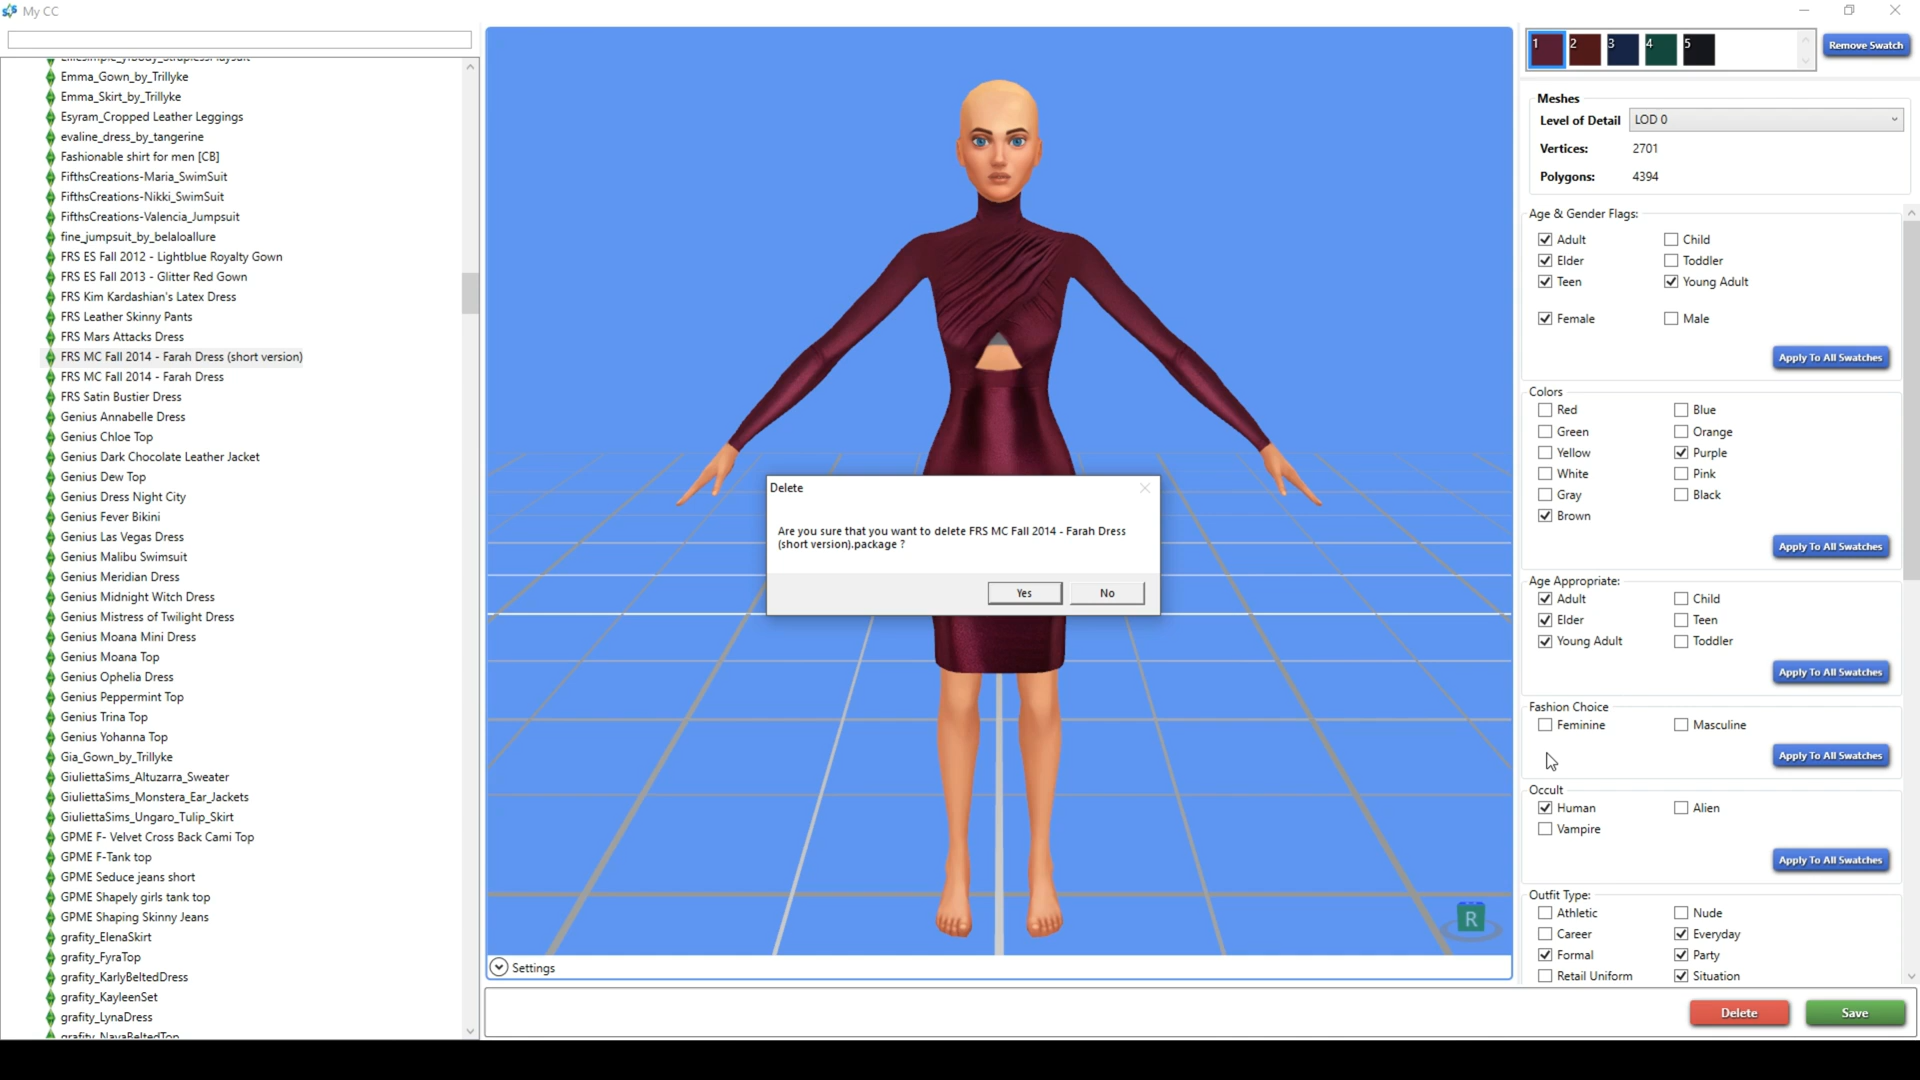 My CC
Emma_Gown_by_Trillyke
Emma_Skirt_by_Trillyke
Esyram_Cropped Leather Leggings
evaline_dress_by_tangerine
Fashionable shirt for men [CB]
FifthsCreations-Maria_SwimSuit
FifthsCreations-Nikki_SwimSuit
FifthsCreations-Valencia_Jumpsuit
fine_jumpsuit_by_belaloallure
FRS ES Fall 2012 - Lightblue Royalty Gown
FRS ES Fall 2013 - Glitter Red Gown
FRS Kim Kardashian's Latex Dress
FRS Leather Skinny Pants
FRS Mars Attacks Dress
FRS MC Fall 2014 - Farah Dress (short version)
FRS MC Fall 2014 - Farah Dress
FRS Satin Bustier Dress
Genius Annabelle Dress
Genius Chloe Top
Genius Dark Chocolate Leather Jacket
Genius Dew Top
Genius Dress Night City
Genius Fever Bikini
Genius Las Vegas Dress
Genius Malibu Swimsuit
Genius Meridian Dress
Genius Midnight Witch Dress
Genius Mistress of Twilight Dress
Genius Moana Mini Dress
Genius Moana Top
Genius Ophelia Dress
Genius Peppermint Top
Genius Trina Top
Genius Yohanna Top
Gia_Gown_by_Trillyke
GiuliettaSims_Altuzarra_Sweater
GiuliettaSims_Monstera_Ear_Jackets
GiuliettaSims_Ungaro_Tulip_Skirt
GPME F- Velvet Cross Back Cami Top
GPME F-Tank top
GPME Seduce jeans short
GPME Shapely girls tank top
GPME Shaping Skinny Jeans
grafity_ElenaSkirt
grafity_FyraTop
grafity_KarlyBeltedDress
grafity_KayleenSet
grafity_LynaDress
grafity_NayaBeltedTop
Delete
Are you sure that you want to delete FRS MC Fall 2014 - Farah Dress
(short version).package ?
Yes No
R
Settings
1 2 3 4 5
Remove Swatch
Meshes
Level of Detail LOD 0
Vertices: 2701
Polygons: 4394
Age & Gender Flags:
Adult Child
Elder Toddler
Teen Young Adult
Female Male
Apply To All Swatches
Colors
Red Blue
Green Orange
Yellow Purple
White Pink
Gray Black
Brown
Apply To All Swatches
Age Appropriate:
Adult Child
Elder Teen
Young Adult Toddler
Apply To All Swatches
Fashion Choice
Feminine Masculine
Apply To All Swatches
Occult
Human Alien
Vampire
Apply To All Swatches
Outfit Type:
Athletic Nude
Career Everyday
Formal Party
Retail Uniform Situation
Delete Save